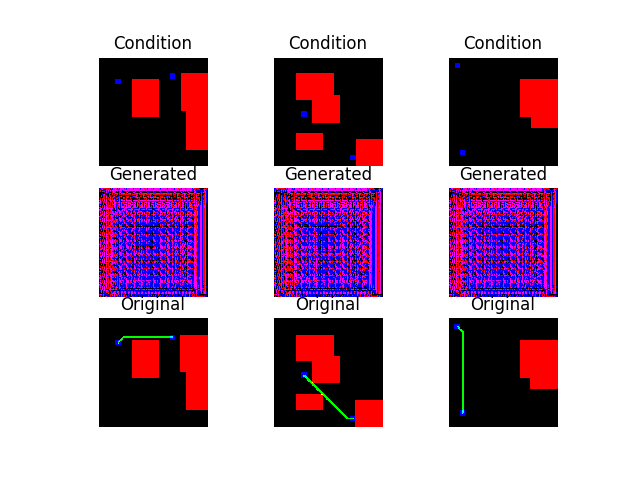 Condition Condition Condition
Generated Generated Generated
Original Original Original